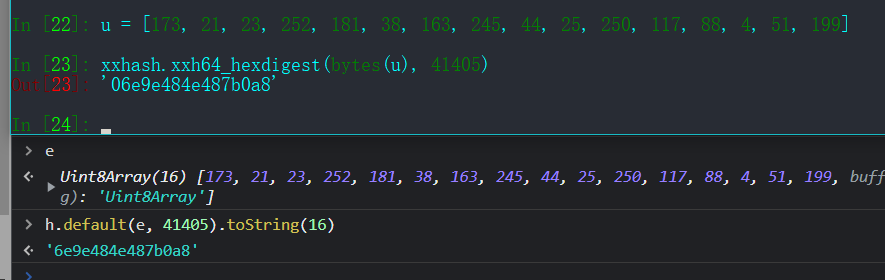 In [22]: u = [173, 21, 23, 252, 181, 38, 163, 245, 44, 25, 250, 117, 88, 4, 51, 199]
In [23]: xxhash.xxh64_hexdigest(bytes(u), 41405)
Out[23]: '06e9e484e487b0a8'
In [24]:
> e
Uint8Array(16) [173, 21, 23, 252, 181, 38, 163, 245, 44, 25, 250, 117, 88, 4, 51, 199, buff
g): 'Uint8Array']
> h.default(e, 41405).toString(16)
'6e9e484e487b0a8'